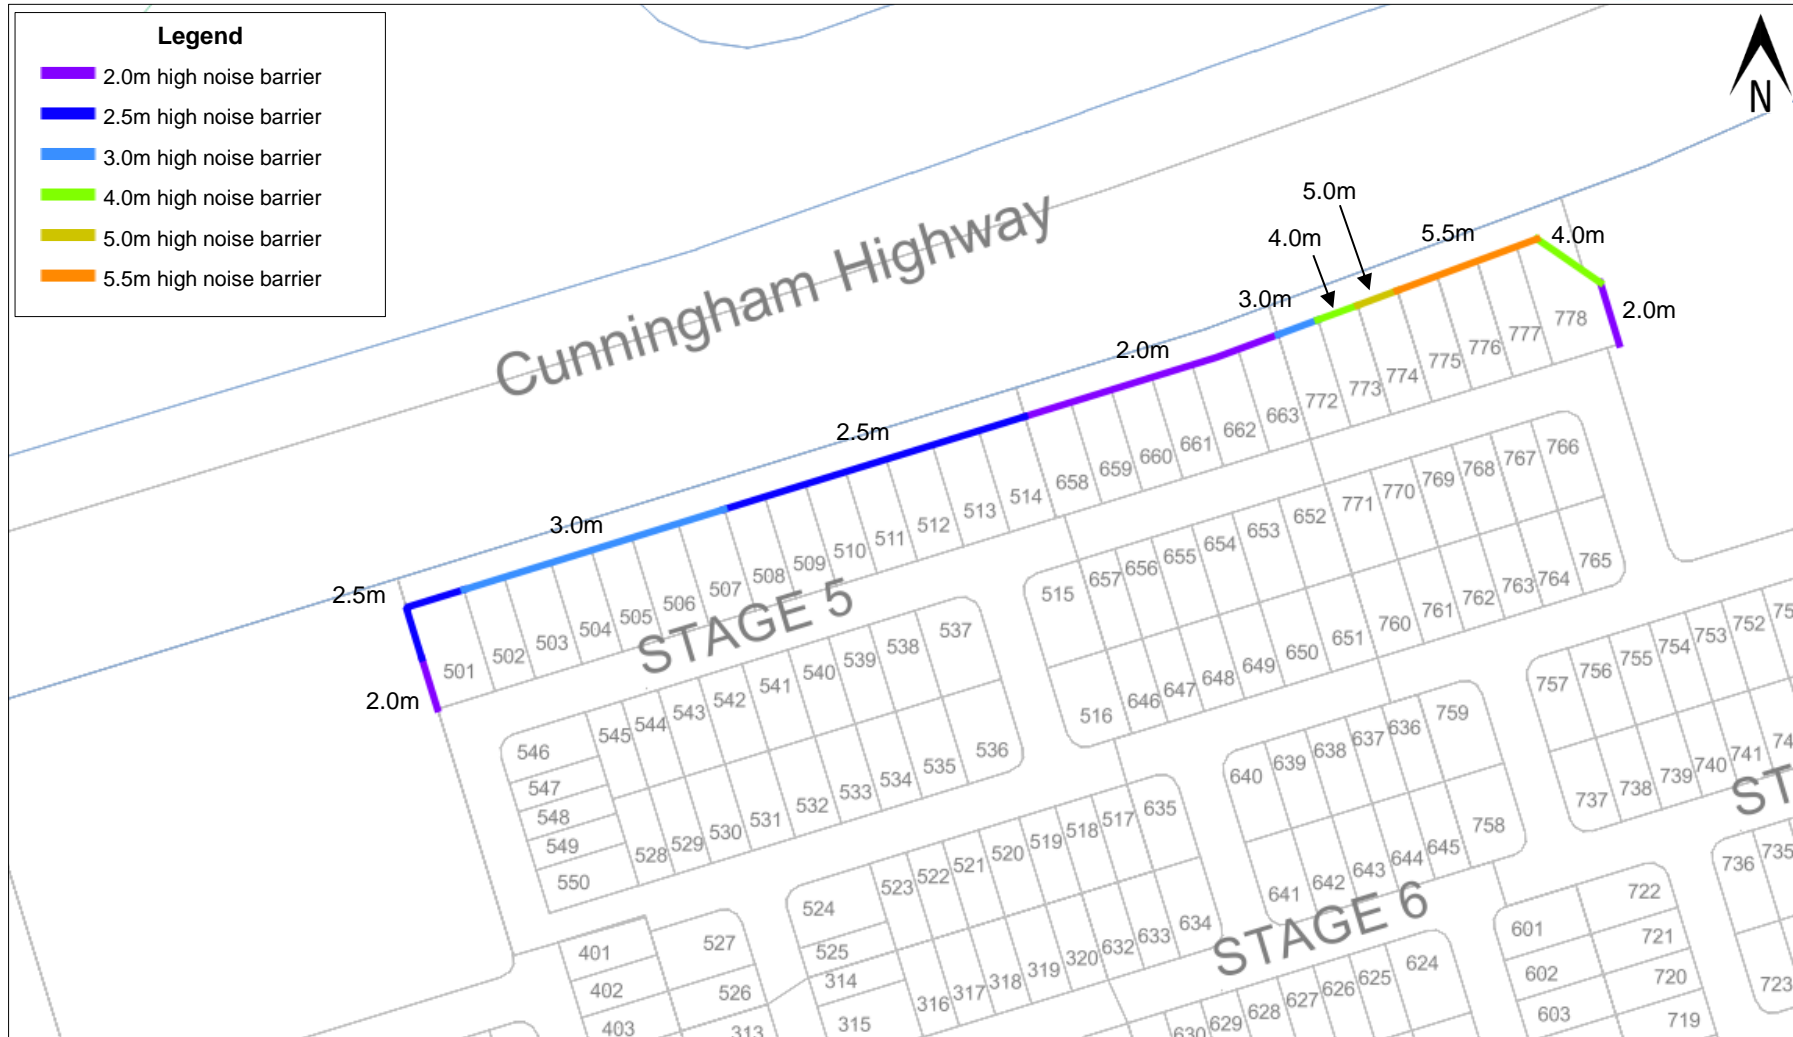 Legend
2.0m high noise barrier
2.5m high noise barrier
3.0m high noise barrier
4.0m high noise barrier
5.0m high noise barrier
5.5m high noise barrier
N
Cunningham Highway
5.0m
4.0m
5.5m
4.0m
3.0m
2.0m
2.0m
2.5m
3.0m
2.5m
2.0m
501 502 503 504 505 506 507 508 509 510 511 512 513 514 658 659 660 661 662 663 772 773 774 775 776 777 778
STAGE 5
515 657 656 655 654 653 652 771 770 769 768 767 766
516 646 647 648 649 650 651 760 761 762 763 764 765
546 545 544 543 542 541 540 539 538 537
547
548
549
550 528 529 530 531 532 533 534 535 536
757 756 755 754 753 752
737 738 739 740 741
640 639 638 637 636 759
641 642 643 644 645 758
STAGE 6
524 523 522 521 520 519 518 517 635
525
314
315 316 317 318 319 320 632 633 634
401 527
402 526
403 313
630 629 628 627 626 625 624
601 722
602 721
603 720
719
736 735
723